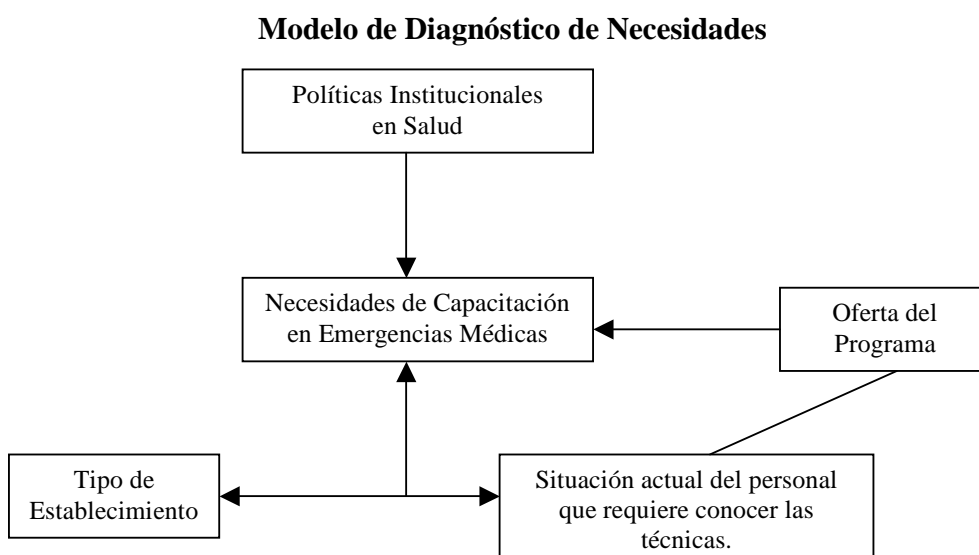 Modelo de Diagnóstico de Necesidades
Políticas Institucionales
en Salud
Necesidades de Capacitación
en Emergencias Médicas
Oferta del
Programa
Tipo de
Establecimiento
Situación actual del personal
que requiere conocer las
técnicas.